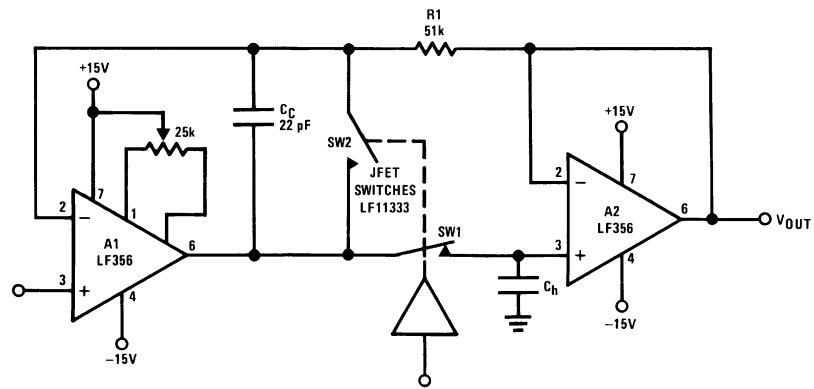 R1
51k
+15V
25k
CC
22 pF
SW2
JFET
SWITCHES
LF11333
+15V
2
−
7
1
A1
LF356
6
3
+
4
−15V
SW1
2
−
7
A2
LF356
6
VOUT
3
+
4
Ch
−15V